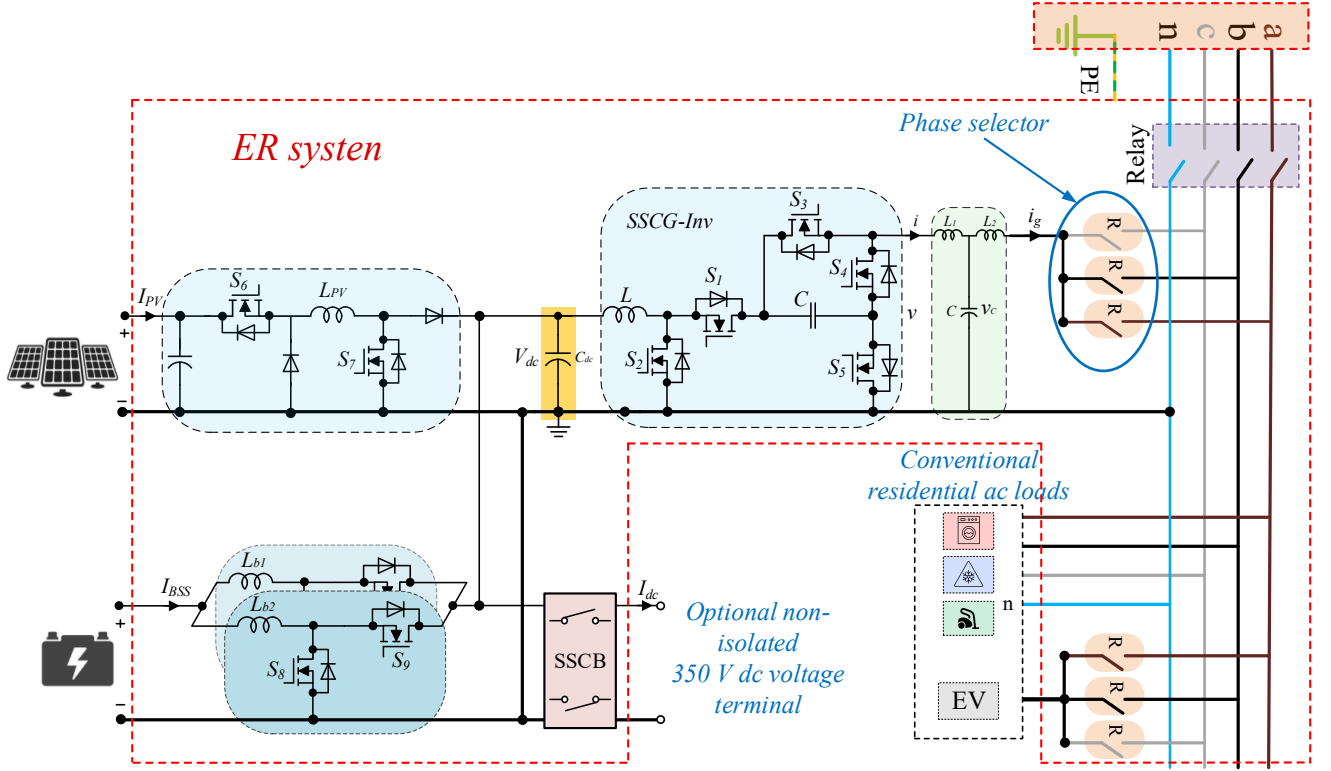 n c b a
PE
ER systen
Phase selector
Relay
SSCG-Inv
S3
i
L1
L2
ig
R
S6
LPV
IPV
+
S1
S4
L
C
v
C
vC
R
R
S7
Vdc
Cdc
S2
S5
−
Conventional
residential ac loads
Lb1
IBSS
+
Lb2
S8
S9
SSCB
Idc
Optional non-
isolated
350 V dc voltage
terminal
n
R
EV
R
R
−